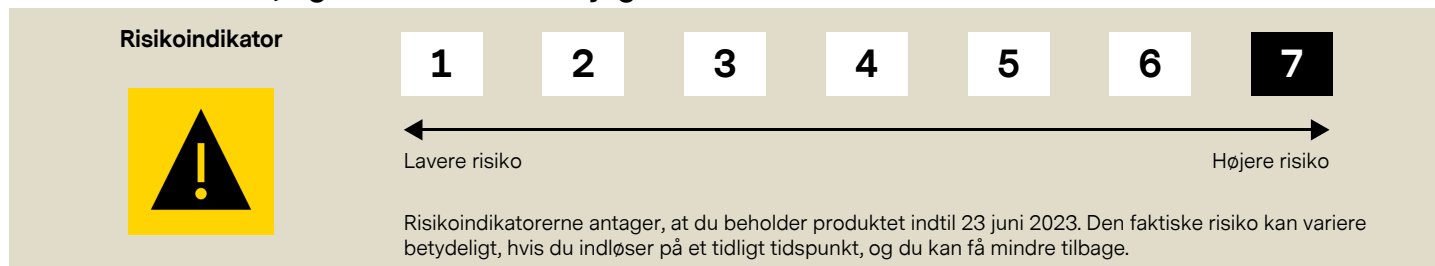 Risikoindikator
1 2 3 4 5 6 7
Lavere risiko Højere risiko
Risikoindikatorerne antager, at du beholder produktet indtil 23 juni 2023. Den faktiske risiko kan variere
betydeligt, hvis du indløser på et tidligt tidspunkt, og du kan få mindre tilbage.